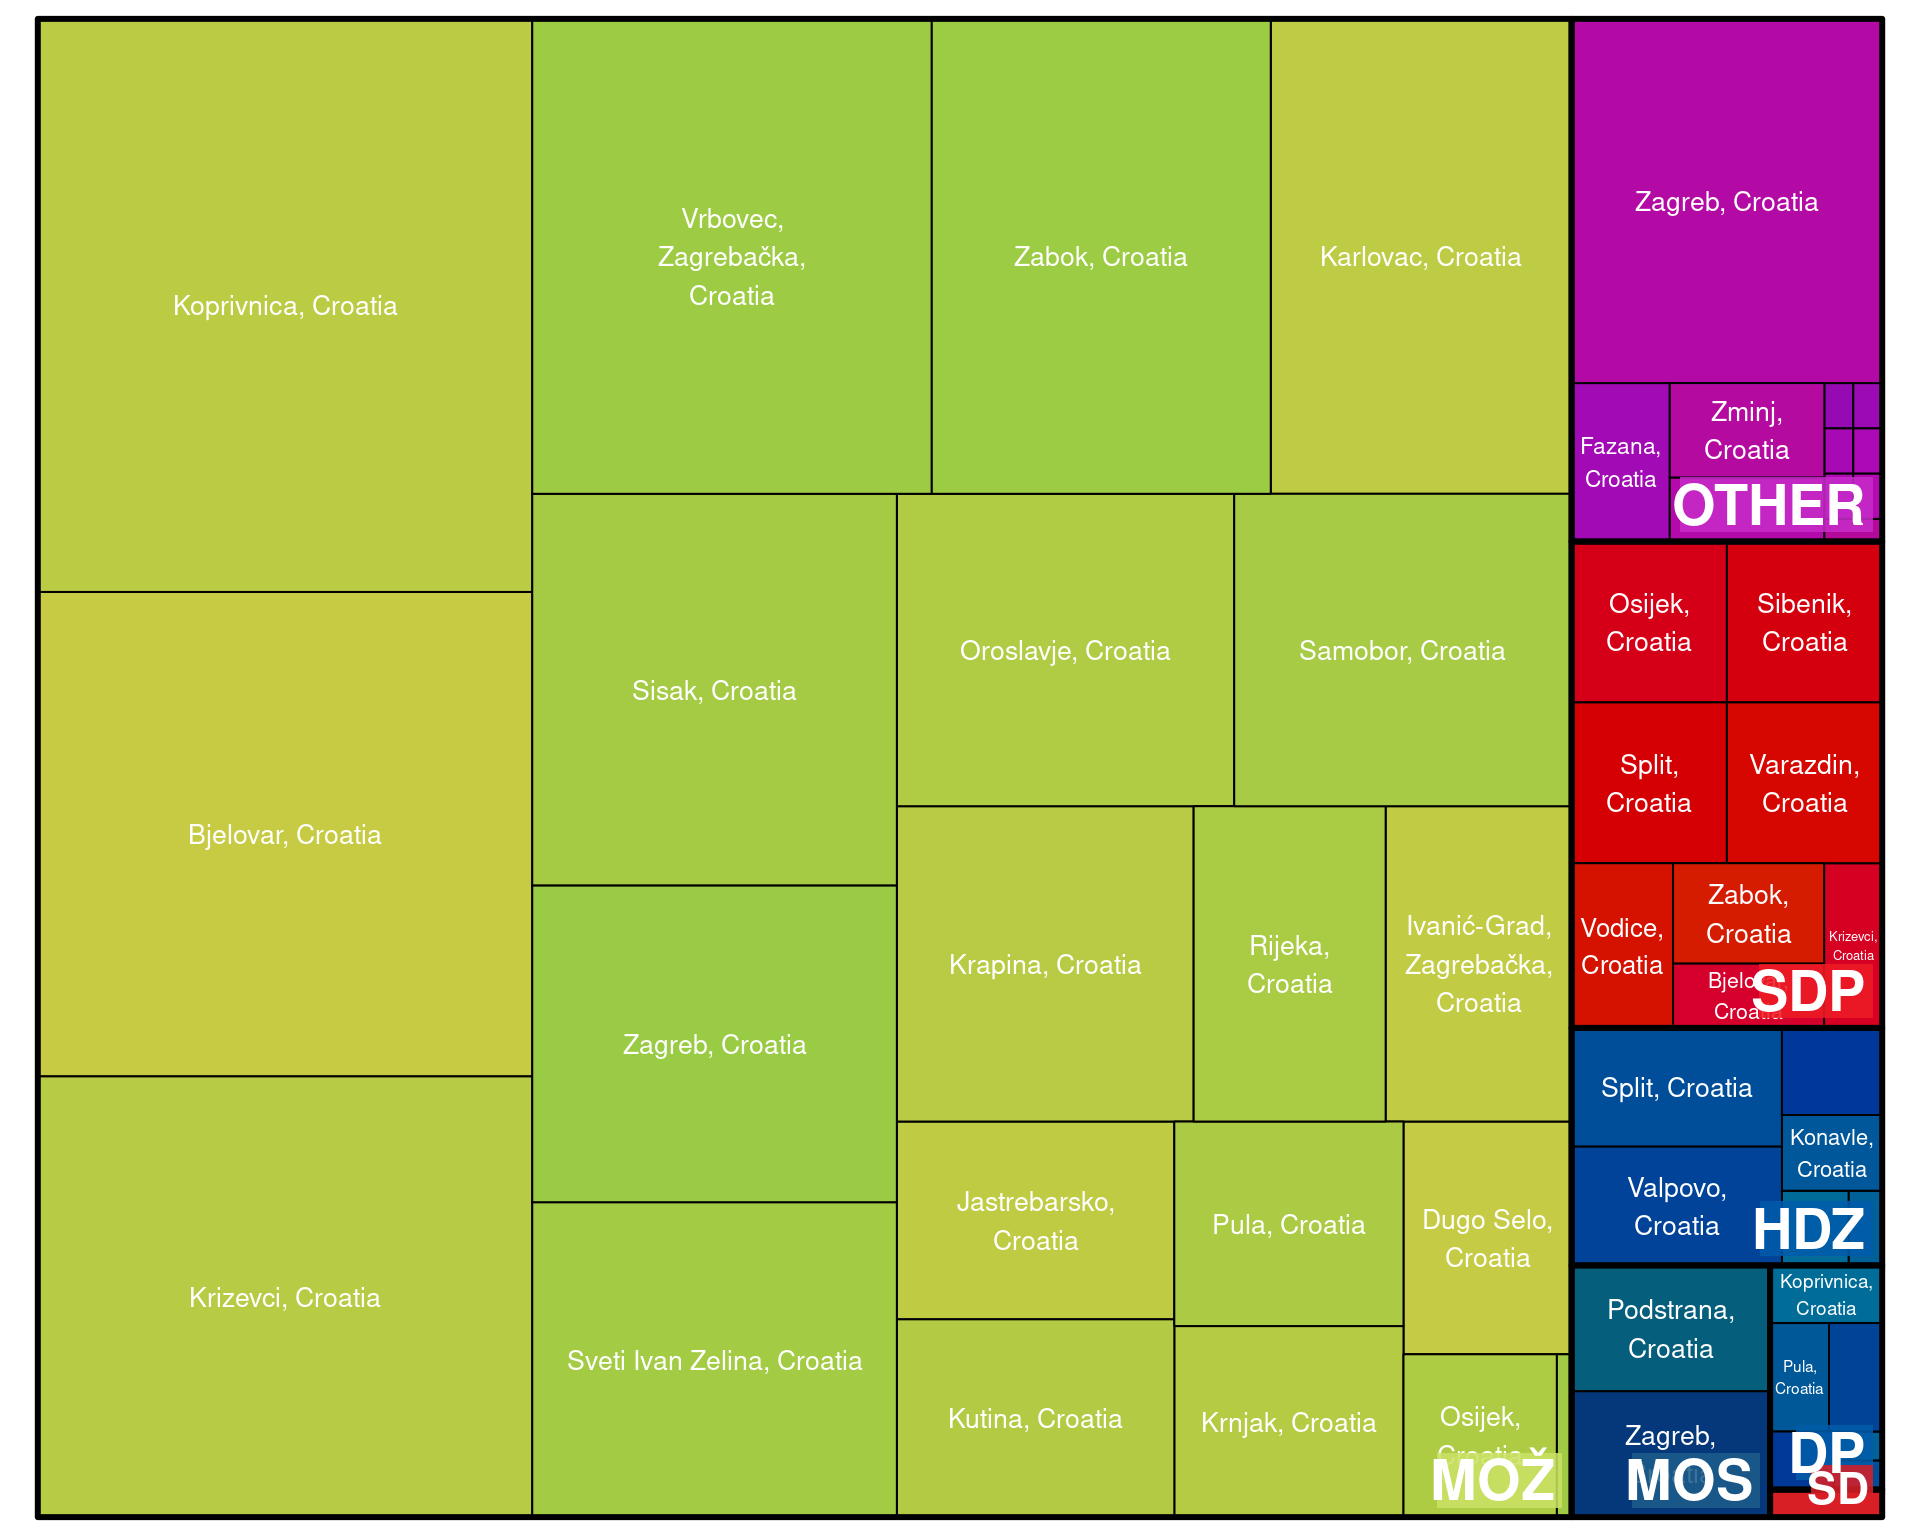 Koprivnica, Croatia
Bjelovar, Croatia
Krizevci, Croatia
Vrbovec,
Zagrebačka,
Croatia
Zabok, Croatia
Karlovac, Croatia
Sisak, Croatia
Zagreb, Croatia
Sveti Ivan Zelina, Croatia
Oroslavje, Croatia
Samobor, Croatia
Krapina, Croatia
Rijeka,
Croatia
Ivanić-Grad,
Zagrebačka,
Croatia
Jastrebarsko,
Croatia
Kutina, Croatia
Pula, Croatia
Krnjak, Croatia
Dugo Selo,
Croatia
Osijek,
Croatia
MOŽ
Zagreb, Croatia
Fazana,
Croatia
Zminj,
Croatia
OTHER
Osijek,
Croatia
Sibenik,
Croatia
Split,
Croatia
Varazdin,
Croatia
Vodice,
Croatia
Zabok,
Croatia
Krizevci,
Croatia
Croatia
SDP
Split, Croatia
Valpovo,
Croatia
Konavle,
Croatia
HDZ
Podstrana,
Croatia
Zagreb,
MOS
Koprivnica,
Croatia
Pula,
Croatia
DP
SD